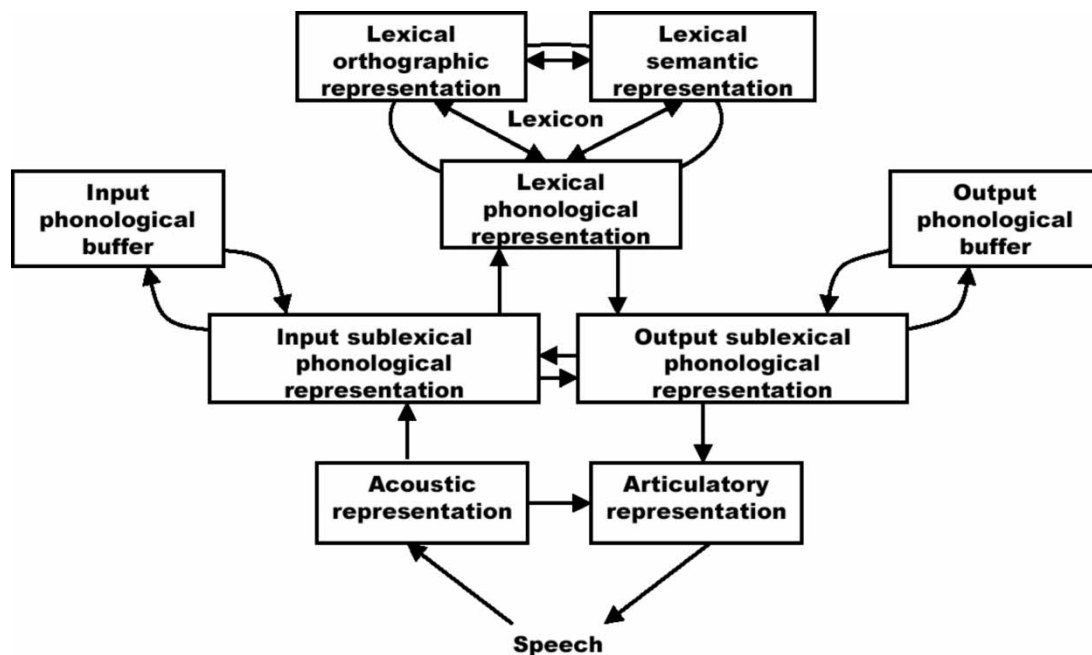 Lexical
orthographic
representation
Lexical
semantic
representation
Lexicon
Lexical
phonological
representation
Input
phonological
buffer
Output
phonological
buffer
Input sublexical
phonological
representation
Output sublexical
phonological
representation
Acoustic
representation
Articulatory
representation
Speech